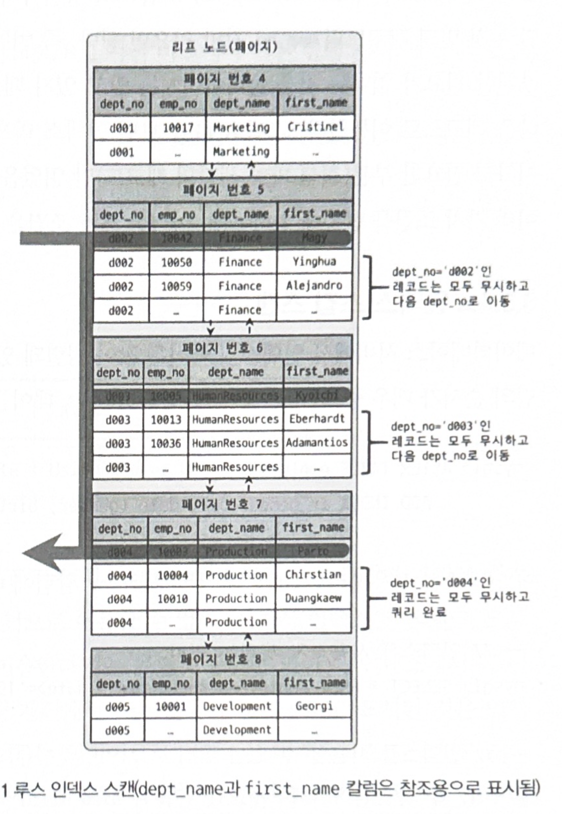 리프 노드(페이지)
페이지 번호 4
dept_no emp_no dept_name first_name
d001 10017 Marketing Cristinel
d001 … Marketing …
페이지 번호 5
dept_no emp_no dept_name first_name
d002 10042 Finance Magy
d002 10050 Finance Yinghua
d002 10059 Finance Alejandro
d002 … Finance …
dept_no='d002'인
레코드는 모두 무시하고
다음 dept_no로 이동
페이지 번호 6
dept_no emp_no dept_name first_name
d003 10005 HumanResources Kyoichi
d003 10013 HumanResources Eberhardt
d003 10036 HumanResources Adamantios
d003 … HumanResources …
dept_no='d003'인
레코드는 모두 무시하고
다음 dept_no로 이동
페이지 번호 7
dept_no emp_no dept_name first_name
d004 10003 Production Parto
d004 10004 Production Chirstian
d004 10010 Production Duangkaew
d004 … Production …
dept_no='d004'인
레코드는 모두 무시하고
쿼리 완료
페이지 번호 8
dept_no emp_no dept_name first_name
d005 10001 Development Georgi
d005 … Development …
1 루스 인덱스 스캔(dept_name과 first_name 칼럼은 참조용으로 표시됨)